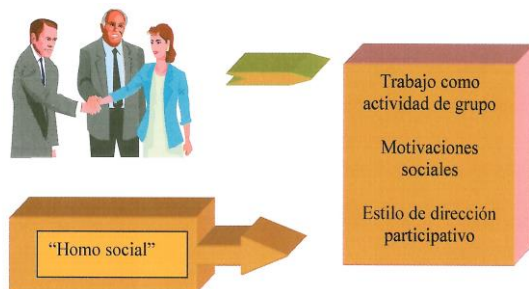 Trabajo como
actividad de grupo
Motivaciones
sociales
Estilo de dirección
participativo
“Homo social”